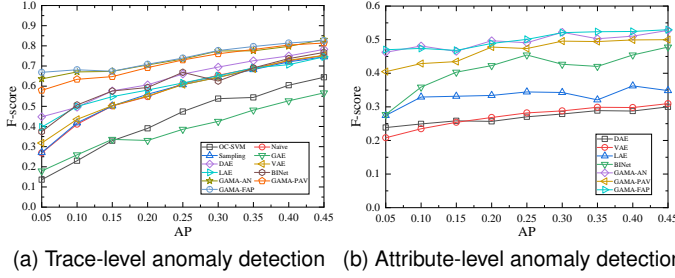 1.0
0.9
0.8
0.7
0.6
0.5
0.4
0.3
0.2
0.1
0.0
F-score
0.05 0.10 0.15 0.20 0.25 0.30 0.35 0.40 0.45
AP
OC-SVM Naïve
Sampling GAE
DAE VAE
LAE BINet
GAMA-AN GAMA-PAV
GAMA-FAP
(a) Trace-level anomaly detection
0.6
0.5
0.4
0.3
0.2
0.1
0.0
F-score
0.05 0.10 0.15 0.20 0.25 0.30 0.35 0.40 0.45
AP
DAE
VAE
LAE
BINet
GAMA-AN
GAMA-PAV
GAMA-FAP
(b) Attribute-level anomaly detection